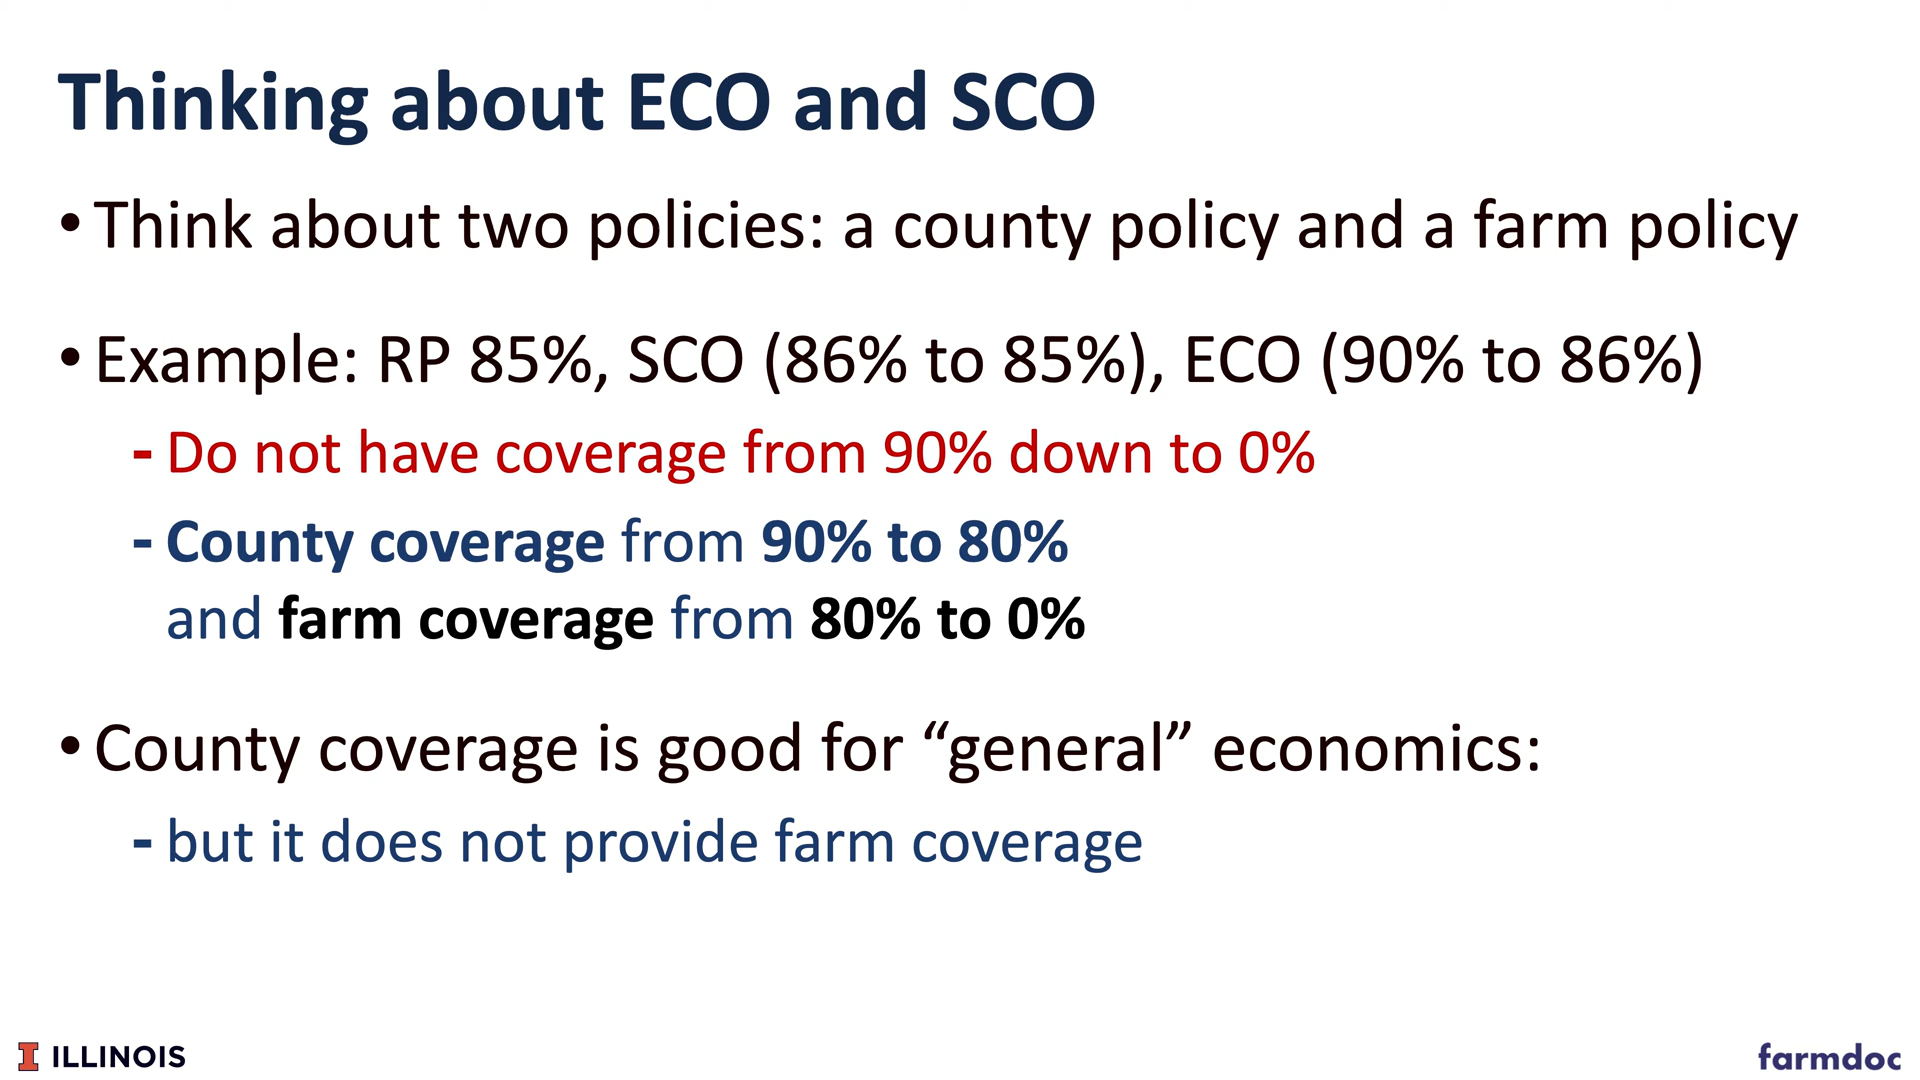 Thinking about ECO and SCO
• Think about two policies: a county policy and a farm policy
• Example: RP 85%, SCO (86% to 85%), ECO (90% to 86%)
- Do not have coverage from 90% down to 0%
- County coverage from 90% to 80%
and farm coverage from 80% to 0%
• County coverage is good for “general” economics:
- but it does not provide farm coverage
I ILLINOIS
farmdoc